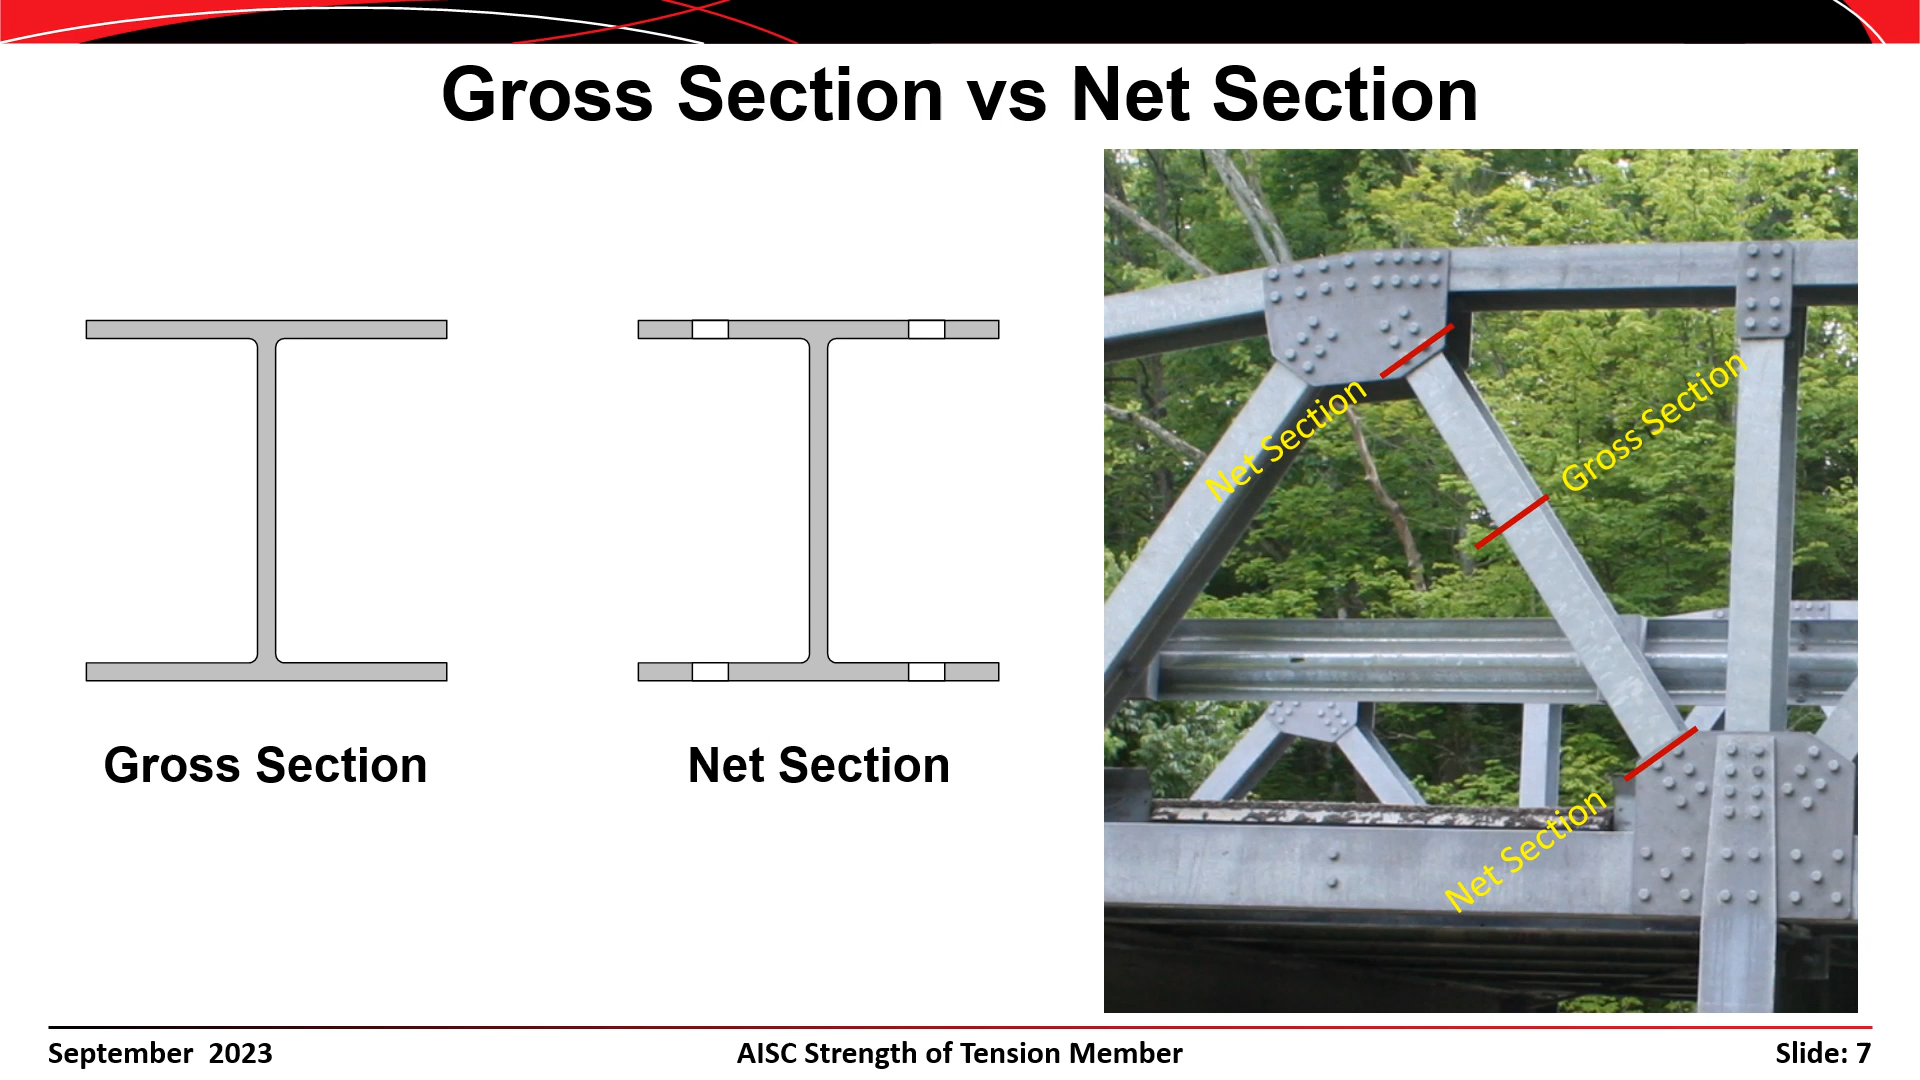 Gross Section vs Net Section
Gross Section
Net Section
Net Section
Gross Section
Net Section
September  2023
AISC Strength of Tension Member
Slide: 7